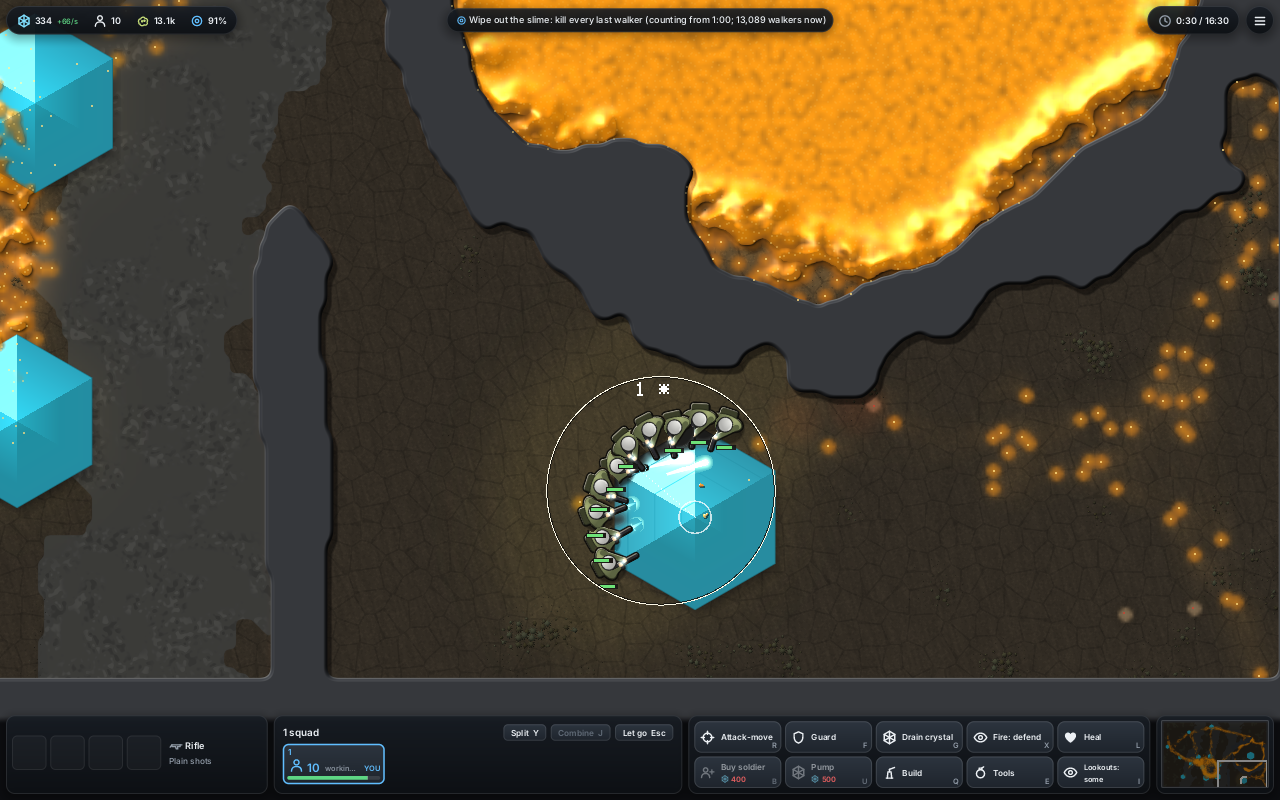 334 +66/s 10 13.1k 91%
Wipe out the slime: kill every last walker (counting from 1:00; 13,089 walkers now)
0:30 / 16:30
1
1 squad
Split Y
Combine J
Let go Esc
Rifle
Plain shots
1
10 workin... YOU
Attack-move R
Guard F
Drain crystal G
Fire: defend X
Heal L
Buy soldier 400 B
Pump 500 U
Build Q
Tools E
Lookouts: some I